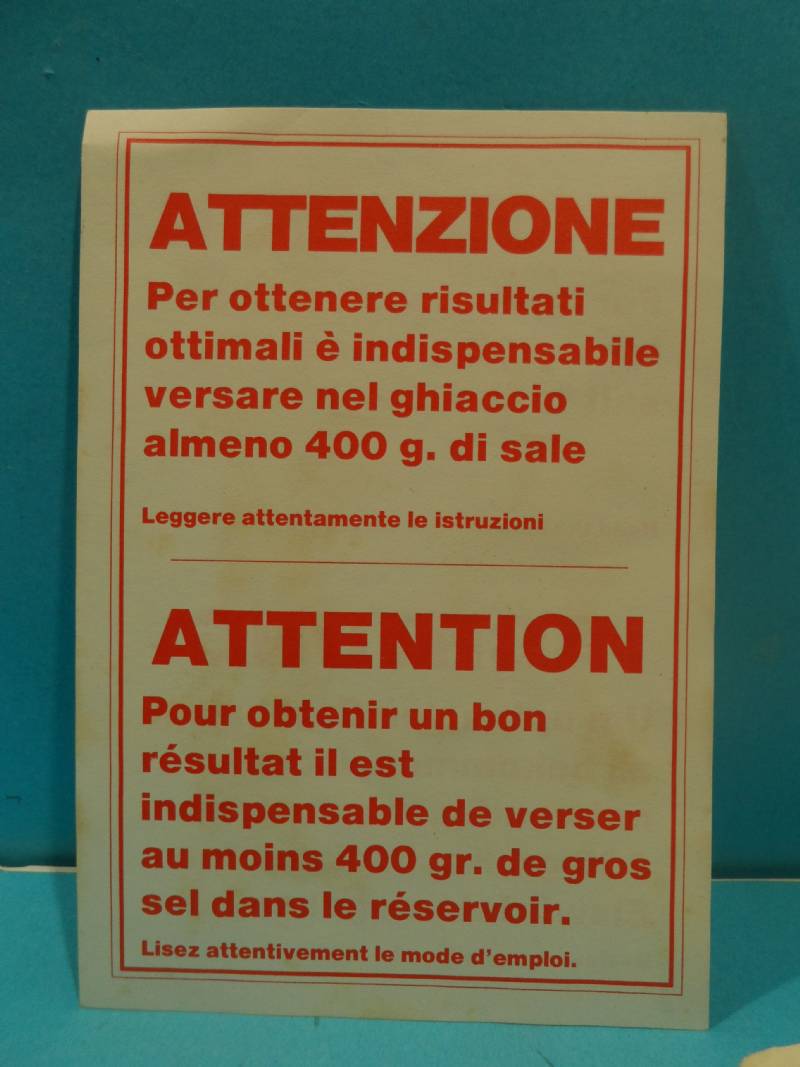 ATTENZIONE
Per ottenere risultati
ottimali è indispensabile
versare nel ghiaccio
almeno 400 g. di sale
Leggere attentamente le istruzioni
ATTENTION
Pour obtenir un bon
résultat il est
indispensable de verser
au moins 400 gr. de gros
sel dans le réservoir.
Lisez attentivement le mode d'emploi.